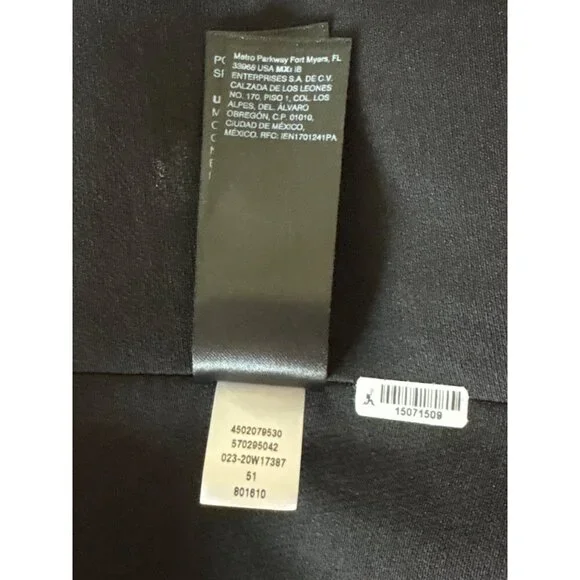 Metro Parkway Fort Myers, FL
33966 USA MX: IB
ENTERPRISES S.A. DE C.V.
CALZADA DE LOS LEONES
NO. 170, PISO 1, COL. LOS
ALPES, DEL. ÁLVARO
OBREGÓN, C.P. 01010,
CIUDAD DE MÉXICO,
MÉXICO. RFC: IEN1701241PA
15071509
4502079530
570295042
023-20W17387
51
801810